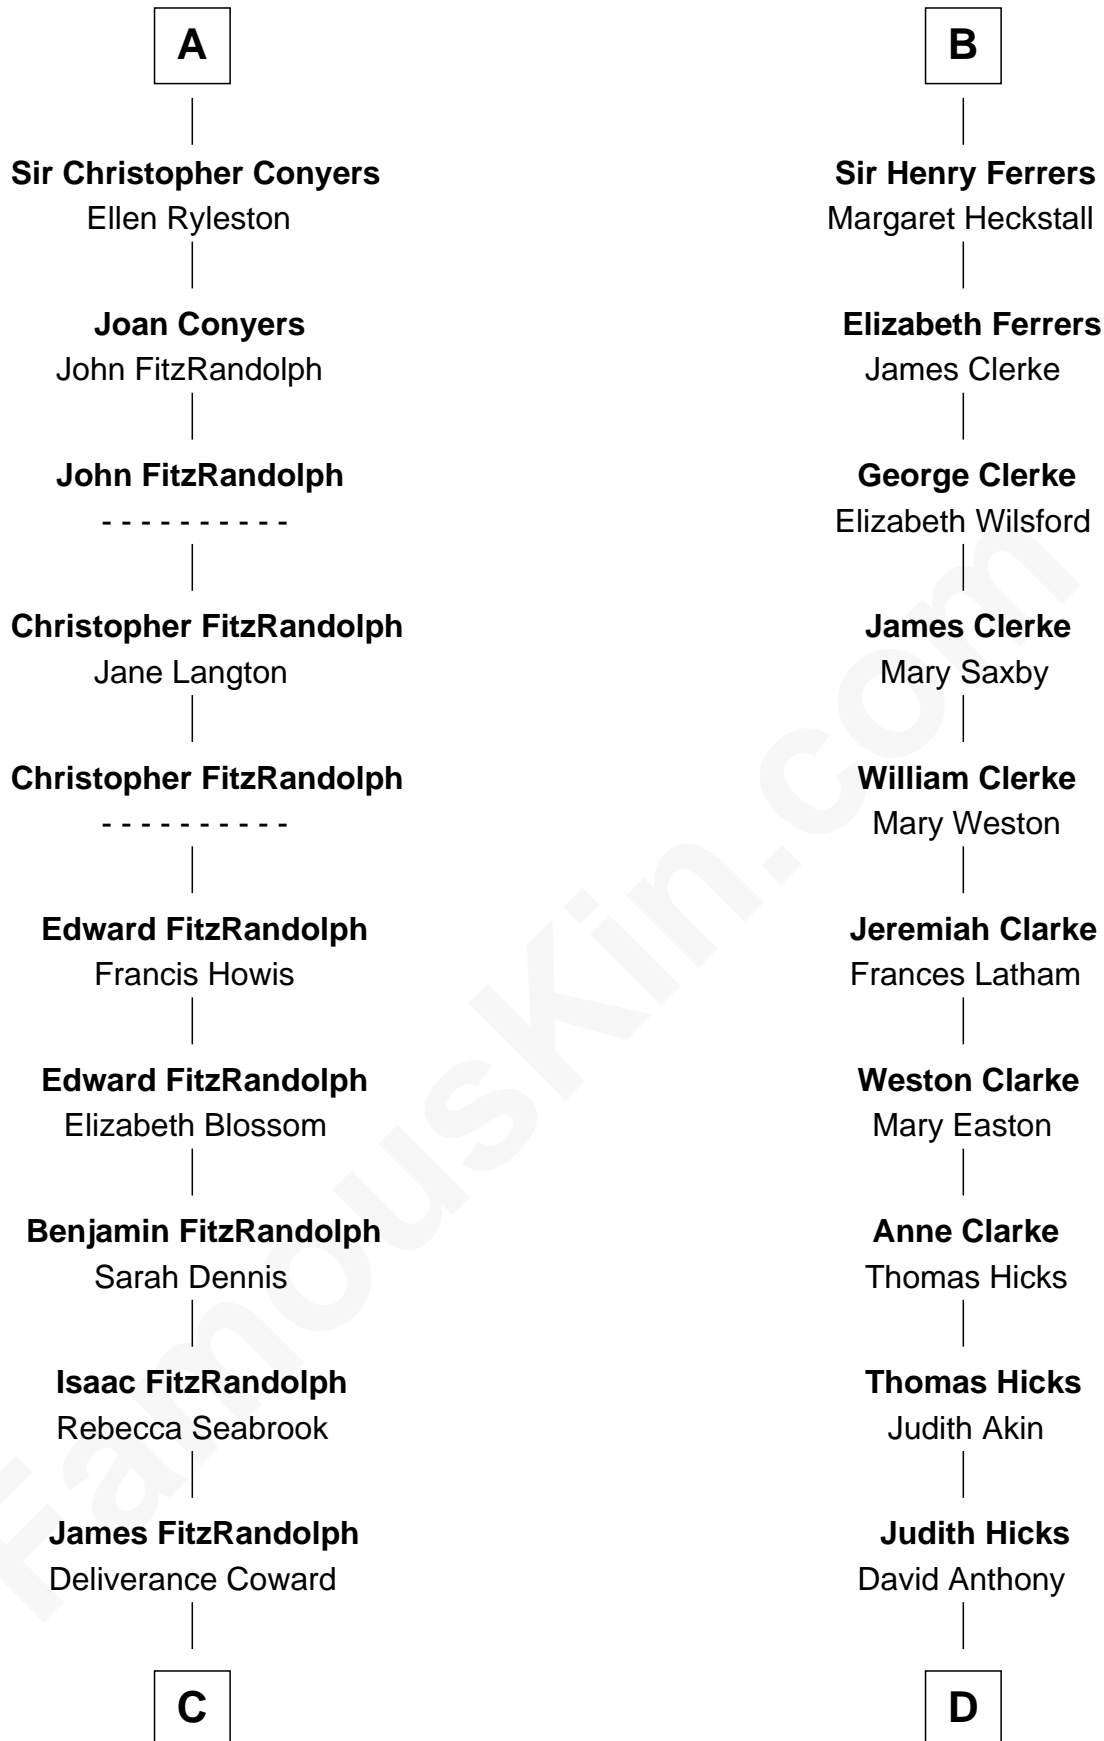 A
Sir Christopher Conyers
Ellen Ryleston
Joan Conyers
John FitzRandolph
John FitzRandolph
- - - - - - - - - -
Christopher FitzRandolph
Jane Langton
Christopher FitzRandolph
- - - - - - - - - -
Edward FitzRandolph
Francis Howis
Edward FitzRandolph
Elizabeth Blossom
Benjamin FitzRandolph
Sarah Dennis
Isaac FitzRandolph
Rebecca Seabrook
James FitzRandolph
Deliverance Coward
C
B
Sir Henry Ferrers
Margaret Heckstall
Elizabeth Ferrers
James Clerke
George Clerke
Elizabeth Wilsford
James Clerke
Mary Saxby
William Clerke
Mary Weston
Jeremiah Clarke
Frances Latham
Weston Clarke
Mary Easton
Anne Clarke
Thomas Hicks
Thomas Hicks
Judith Akin
Judith Hicks
David Anthony
D
FamousKin.com